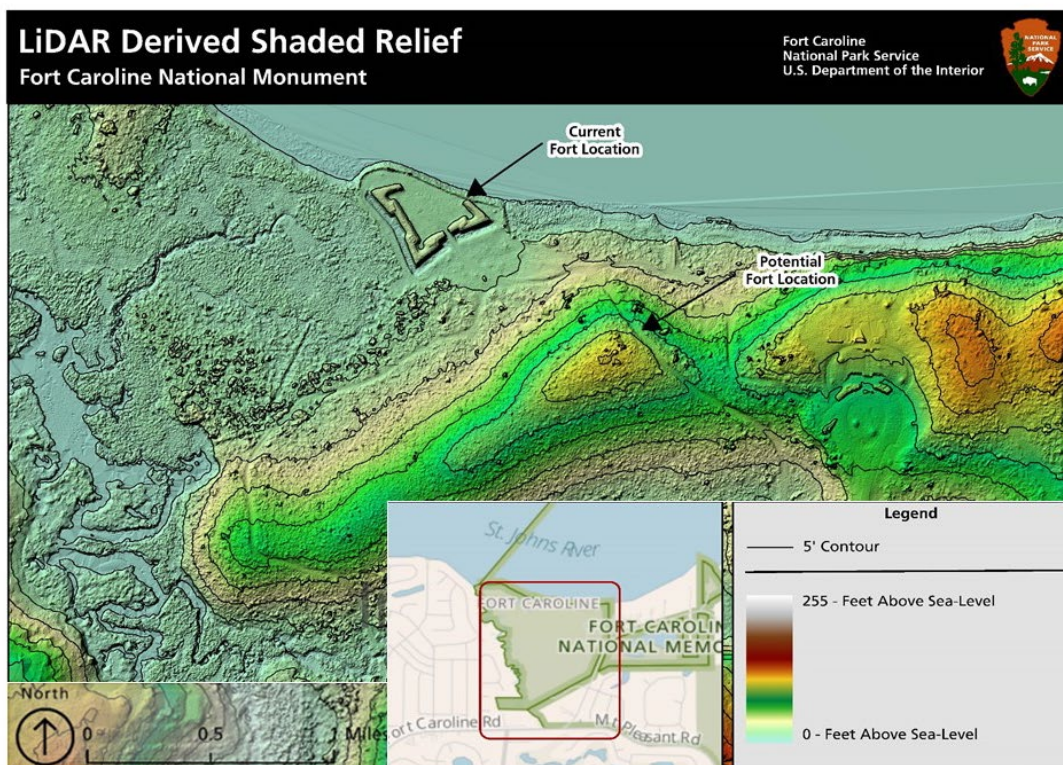 LiDAR Derived Shaded Relief
Fort Caroline National Monument
Fort Caroline
National Park Service
U.S. Department of the Interior
NATIONAL
PARK
SERVICE
Current
Fort Location
Potential
Fort Location
St. Johns River
FORT CAROLINE
FORT CAROLIN
NATIONAL MEMO
ort Caroline Rd
Mt Pleasant Rd
Legend
5' Contour
255 - Feet Above Sea-Level
0 - Feet Above Sea-Level
North
0 0.5 1 Miles